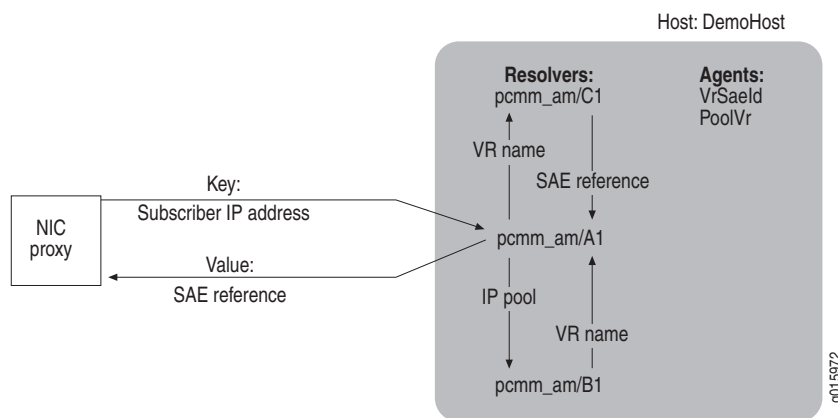 Host: DemoHost
Resolvers:
pcmm_am/C1
Agents:
VrSaeId
PoolVr
VR name
SAE reference
Key:
Subscriber IP address
NIC
proxy
pcmm_am/A1
Value:
SAE reference
IP pool
VR name
pcmm_am/B1
g015972